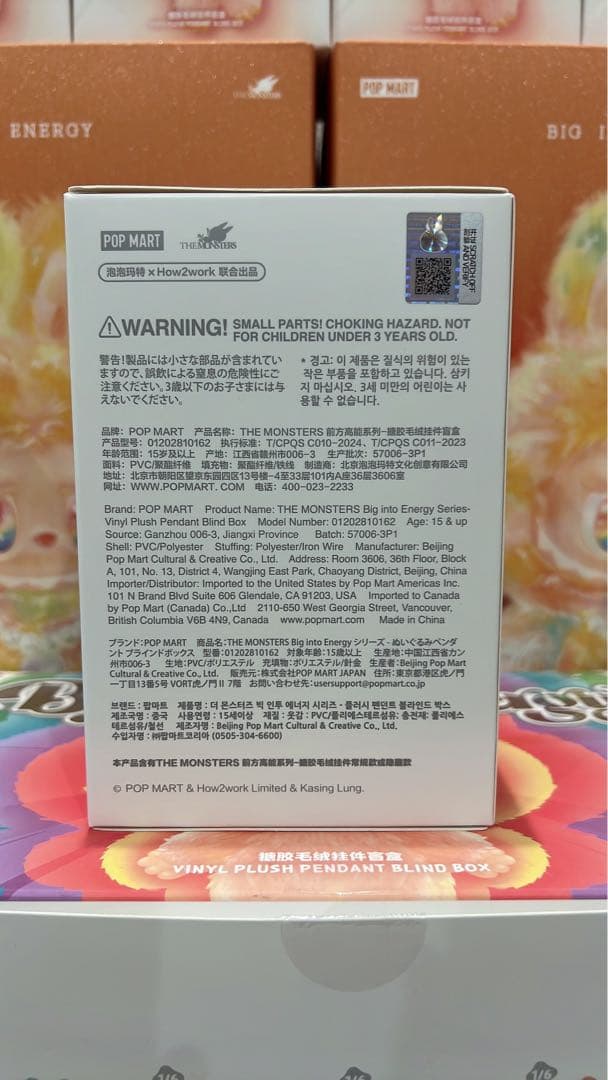 ENERGY
THE MONSTERS
POP MART
BIG I
POP MART
THE MONSTERS
泡泡玛特 × How2work 联合出品
SCRATCH OFF
AND VERIFY
WARNING! SMALL PARTS! CHOKING HAZARD. NOT
FOR CHILDREN UNDER 3 YEARS OLD.
警告!製品には小さな部品が含まれていますので、誤飲による窒息の危険性にご注意ください。3歳以下のお子さまには与えないでください。
* 경고: 이 제품은 질식의 위험이 있는
작은 부품을 포함하고 있습니다. 삼키
지 마십시오. 3세 미만의 어린이는 사
용할 수 없습니다.
品牌：POP MART 产品名称：THE MONSTERS 前方高能系列-搪胶毛绒挂件盲盒
产品型号：01202810162 执行标准：T/CPQS C010-2024、T/CPQS C011-2023
年龄范围：15岁及以上 产地：江西省赣州市006-3 生产批次：57006-3P1
面料：PVC/聚酯纤维 填充物：聚酯纤维/铁线 制造商：北京泡泡玛特文化创意有限公司
地址：北京市朝阳区望京东园四区13号楼-4至33层101内A座36层3606室
网址：WWW.POPMART.COM 电话：400-023-2233
Brand: POP MART Product Name: THE MONSTERS Big into Energy Series-
Vinyl Plush Pendant Blind Box Model Number: 01202810162 Age: 15 & up
Source: Ganzhou 006-3, Jiangxi Province Batch: 57006-3P1
Shell: PVC/Polyester Stuffing: Polyester/Iron Wire Manufacturer: Beijing
Pop Mart Cultural & Creative Co., Ltd. Address: Room 3606, 36th Floor, Block
A, 101, No. 13, District 4, Wangjing East Park, Chaoyang District, Beijing, China
Importer/Distributor: Imported to the United States by Pop Mart Americas Inc.
101 N Brand Blvd Suite 606 Glendale, CA 91203, USA Imported to Canada
by Pop Mart (Canada) Co.,Ltd 2110-650 West Georgia Street, Vancouver,
British Columbia V6B 4N9, Canada www.popmart.com Made in China
ブランド：POP MART 商品名：THE MONSTERS Big into Energy シリーズ - ぬいぐるみペンダ
ント ブラインドボックス 型番：01202810162 対象年齢：15歳以上 生産地：中国江西省カン
州市006-3 生地：PVC/ポリエステル 充填物：ポリエステル/針金 生産者：Beijing Pop Mart
Cultural & Creative Co., Ltd. 販売元：株式会社POP MART JAPAN 住所：東京都港区虎ノ門
一丁目13番5号 VORT虎ノ門 II 7階 お問い合わせ先：usersupport@popmart.co.jp
브랜드 : 팝마트 제품명 : 더 몬스터즈 빅 인투 에너지 시리즈 - 플러시 펜던트 블라인드 박스
제조국명 : 중국 사용연령 : 15세이상 재질 : 옷감 : PVC/폴리에스테르섬유: 충전재: 폴리에스
테르섬유/철선 제조자명 : Beijing Pop Mart Cultural & Creative Co., Ltd.
수입자명 : ㈜팝마트코리아 (0505-304-6600)
本产品含有THE MONSTERS 前方高能系列-搪胶毛绒挂件常规款或隐藏款
© POP MART & How2work Limited & Kasing Lung.
搪胶毛绒挂件盲盒
VINYL PLUSH PENDANT BLIND BOX
1/6
1/6
1/6